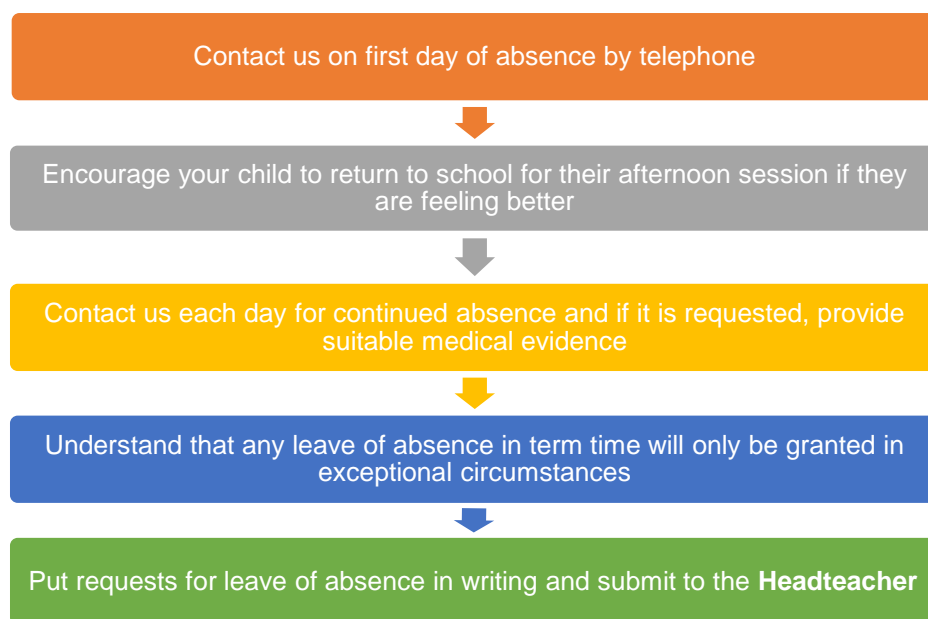 Contact us on first day of absence by telephone
Encourage your child to return to school for their afternoon session if they
are feeling better
Contact us each day for continued absence and if it is requested, provide
suitable medical evidence
Understand that any leave of absence in term time will only be granted in
exceptional circumstances
Put requests for leave of absence in writing and submit to the Headteacher